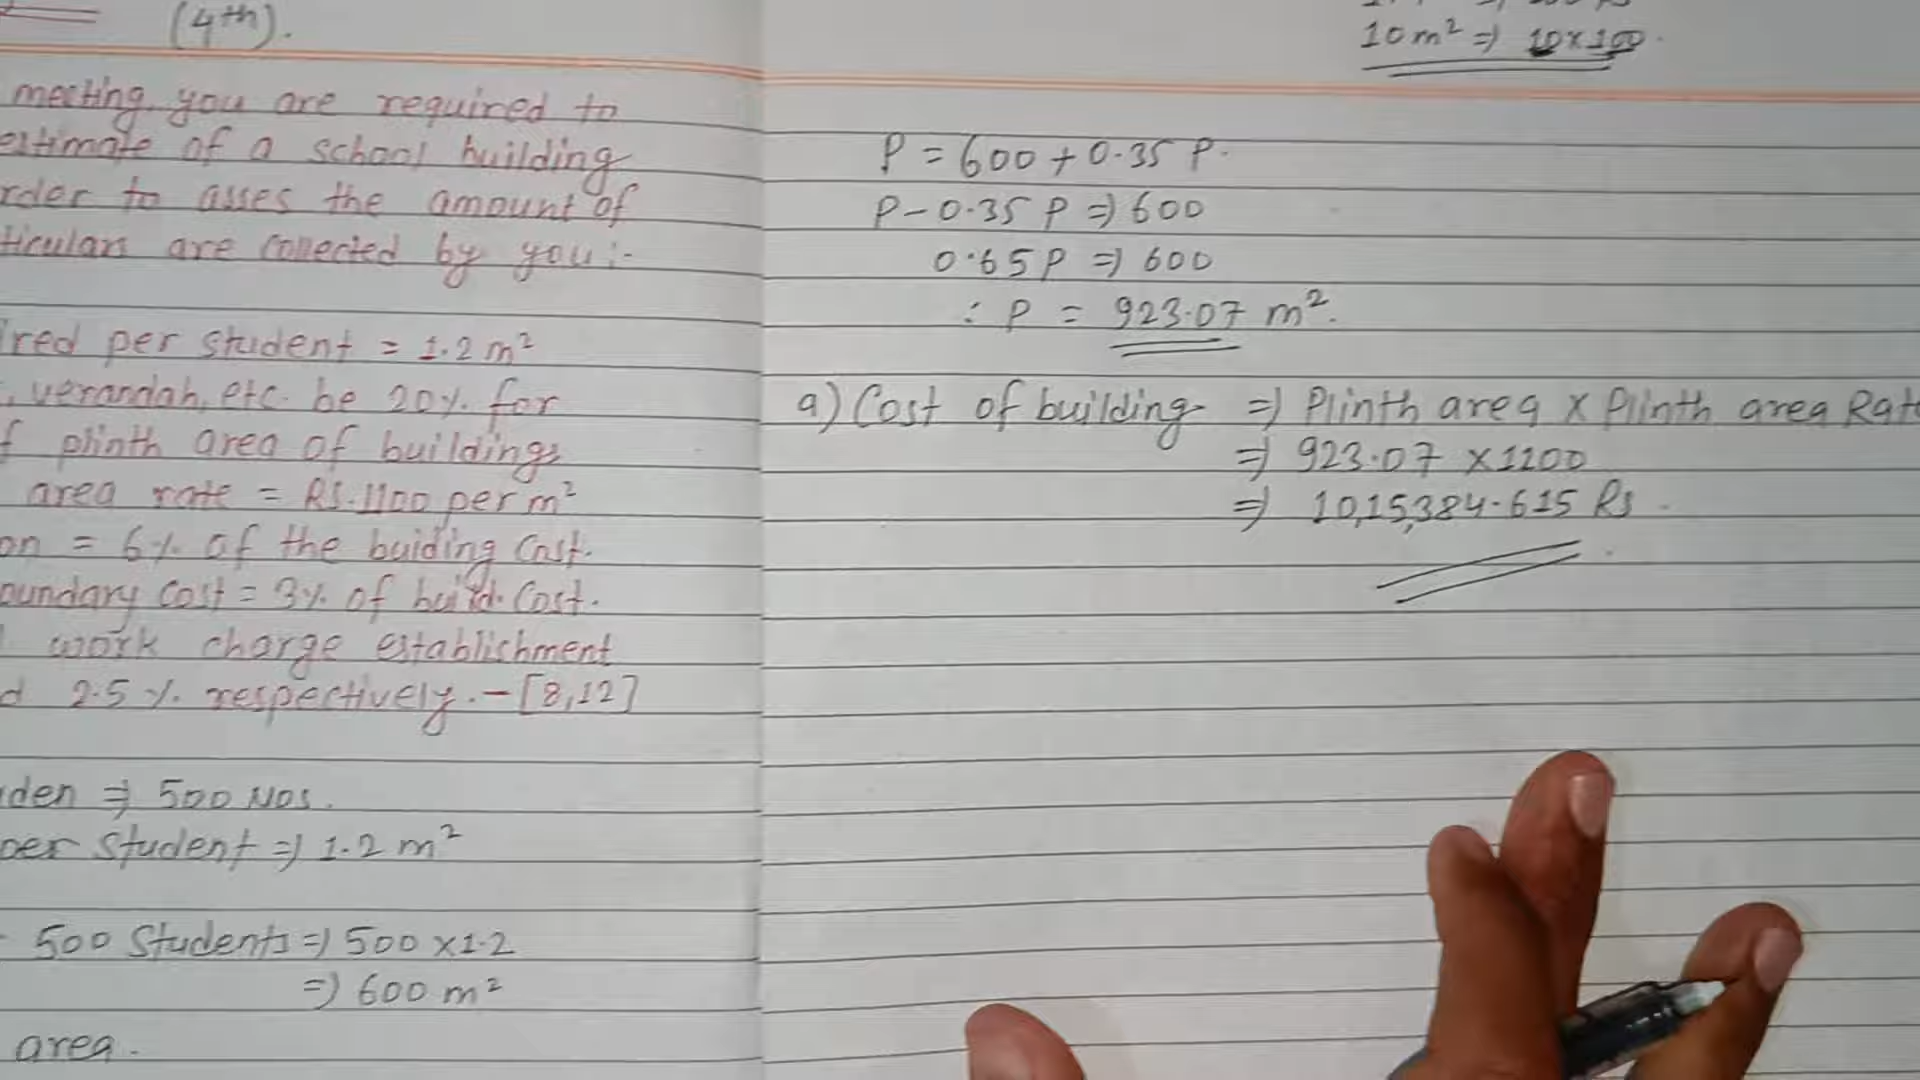 (4th).
meeting you are required to
estimate of a school building
rder to asses the amount of
ticulars are collected by you:-
ired per student = 1.2 m²
, verandah, etc. be 20% for
f plinth area of buildings
area rate = RS. 1100 per m²
on = 6% of the buiding Cost.
oundary Cost = 3% of build. Cost.
work charge establishment
d 2.5% respectively. - [8,12]
den ⇒ 500 Nos.
per Student ⇒ 1.2 m²
500 Students ⇒ 500 x 1.2
⇒ 600 m²
area.
10 m² ⇒ 10 x 100.
P = 600 + 0.35 P.
P - 0.35 P ⇒ 600
0.65 P ⇒ 600
∴ P = 923.07 m².
a) Cost of building ⇒ Plinth area x Plinth area Rate
⇒ 923.07 x 1100
⇒ 10,15,384.615 Rs